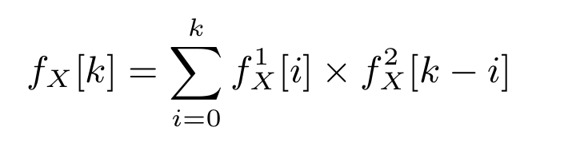 f_X[k] = \sum_{i=0}^{k} f_X^1[i] \times f_X^2[k-i]